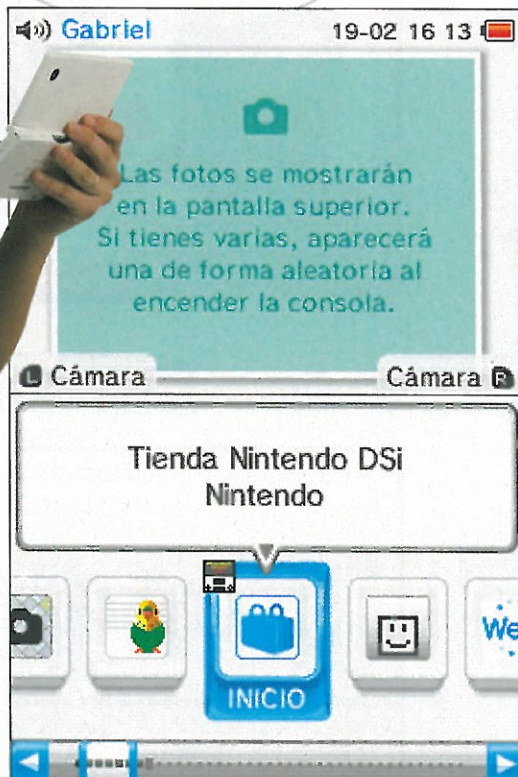 Gabriel 19-02 16 13
Las fotos se mostrarán
en la pantalla superior.
Si tienes varias, aparecerá
una de forma aleatoria al
encender la consola.
L Cámara Cámara R
Tienda Nintendo DSi
Nintendo
We
INICIO